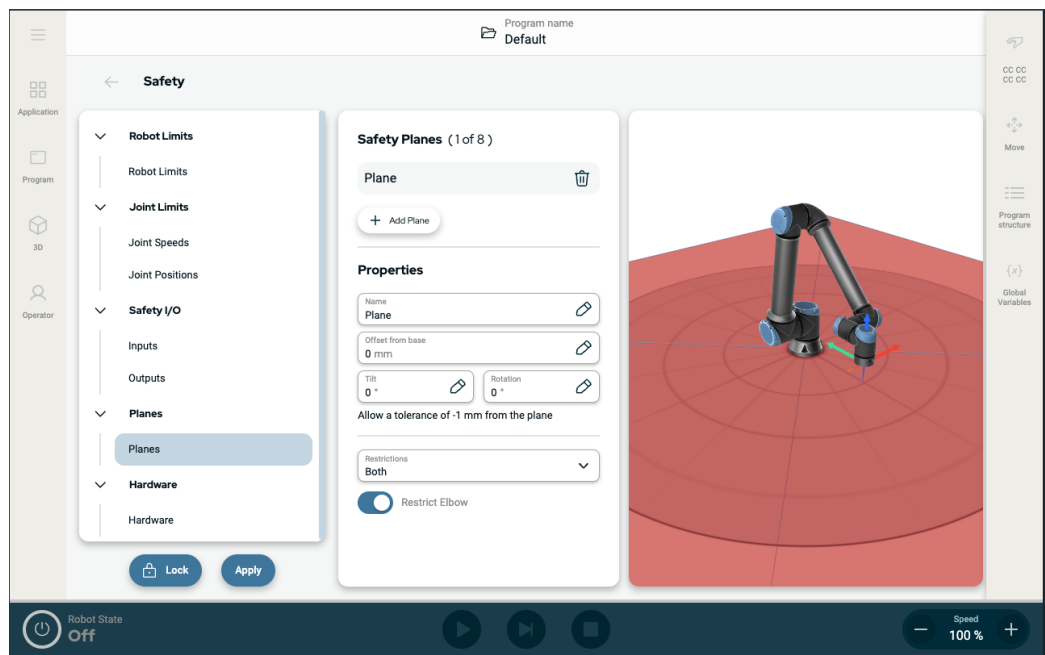 Program name
Default
Safety
Application
Program
3D
Operator
Robot Limits
Robot Limits
Joint Limits
Joint Speeds
Joint Positions
Safety I/O
Inputs
Outputs
Planes
Planes
Hardware
Hardware
Lock
Apply
Safety Planes (1 of 8)
Plane
+ Add Plane
Properties
Name
Plane
Offset from base
0 mm
Tilt
0 °
Rotation
0 °
Allow a tolerance of -1 mm from the plane
Restrictions
Both
Restrict Elbow
CC CC
CC CC
Move
Program
structure
{x}
Global
Variables
Robot State
Off
Speed
100 %